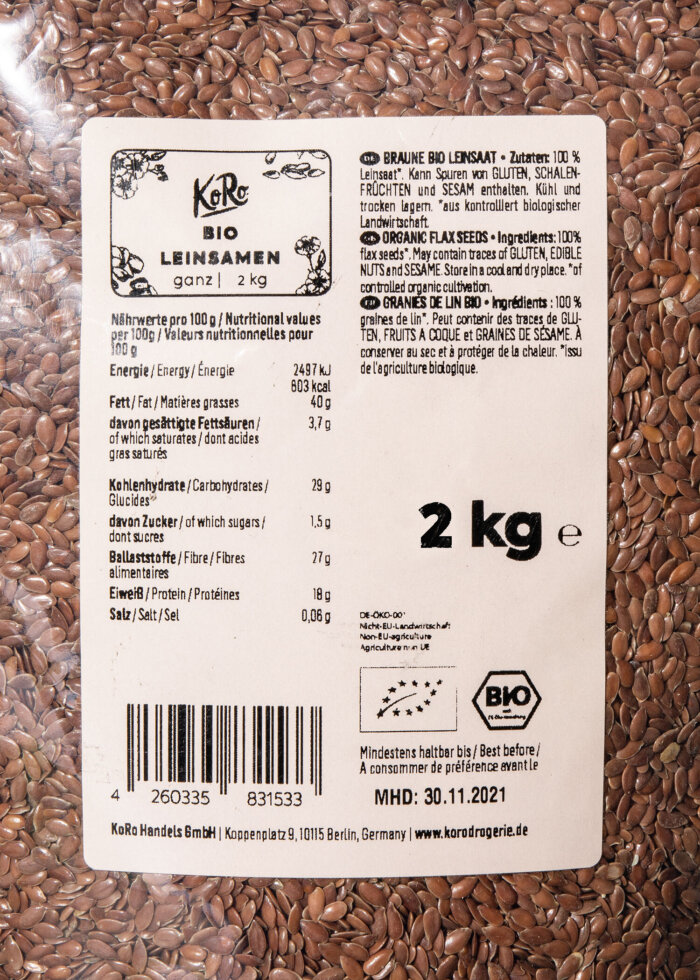 KoRo
BIO
LEINSAMEN
ganz | 2 kg
Nährwerte pro 100 g / Nutritional values
per 100g / Valeurs nutritionnelles pour
100 g
Energie / Energy / Énergie 2497 kJ
603 kcal
Fett / Fat / Matières grasses 40 g
davon gesättigte Fettsäuren / 3,7 g
of which saturates / dont acides
gras saturés
Kohlenhydrate / Carbohydrates / 29 g
Glucides
davon Zucker / of which sugars / 1,5 g
dont sucres
Ballaststoffe / Fibre / Fibres 27 g
alimentaires
Eiweiß / Protein / Protéines 18 g
Salz / Salt / Sel 0,06 g
4 260335 831533
KoRo Handels GmbH | Koppenplatz 9, 10115 Berlin, Germany | www.korodrogerie.de
DE BRAUNE BIO LEINSAAT • Zutaten: 100 %
Leinsaat*. Kann Spuren von GLUTEN, SCHALEN-
FRÜCHTEN und SESAM enthalten. Kühl und
trocken lagern. *aus kontrolliert biologischer
Landwirtschaft.
ORGANIC FLAX SEEDS • Ingredients: 100%
flax seeds*. May contain traces of GLUTEN, EDIBLE
NUTS and SESAME. Store in a cool and dry place. *of
controlled organic cultivation.
GRANIES DE LIN BIO • Ingrédients : 100 %
graines de lin*. Peut contenir des traces de GLU-
TEN, FRUITS À COQUE et GRAINES DE SÉSAME. À
conserver au sec et à protéger de la chaleur. *issu
de l'agriculture biologique.
2 kg e
DE-ÖKO-001
Nicht-EU-Landwirtschaft
Non-EU-agriculture
Agriculture non UE
BIO
Mindestens haltbar bis / Best before /
A consommer de préférence avant le
MHD: 30.11.2021